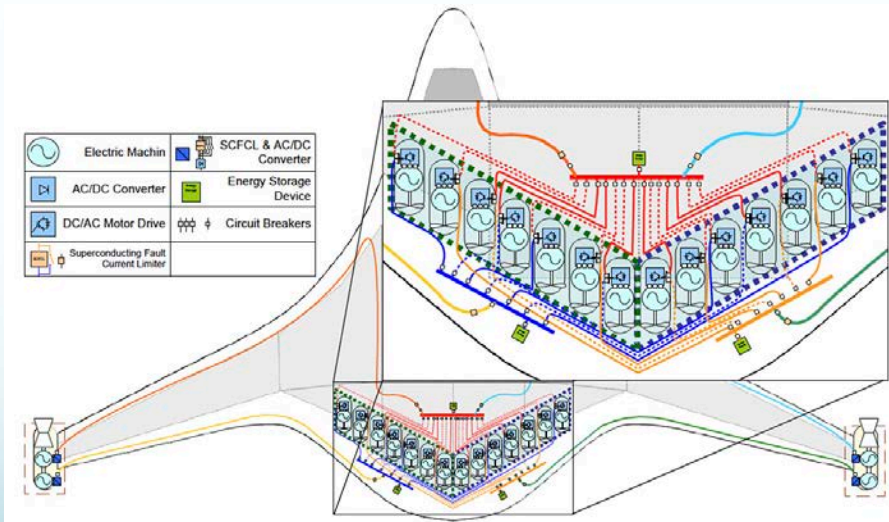 Electric Machin
SCFCL & AC/DC
Converter
AC/DC Converter
Energy Storage
Device
DC/AC Motor Drive
Circuit Breakers
Superconducting Fault
Current Limiter